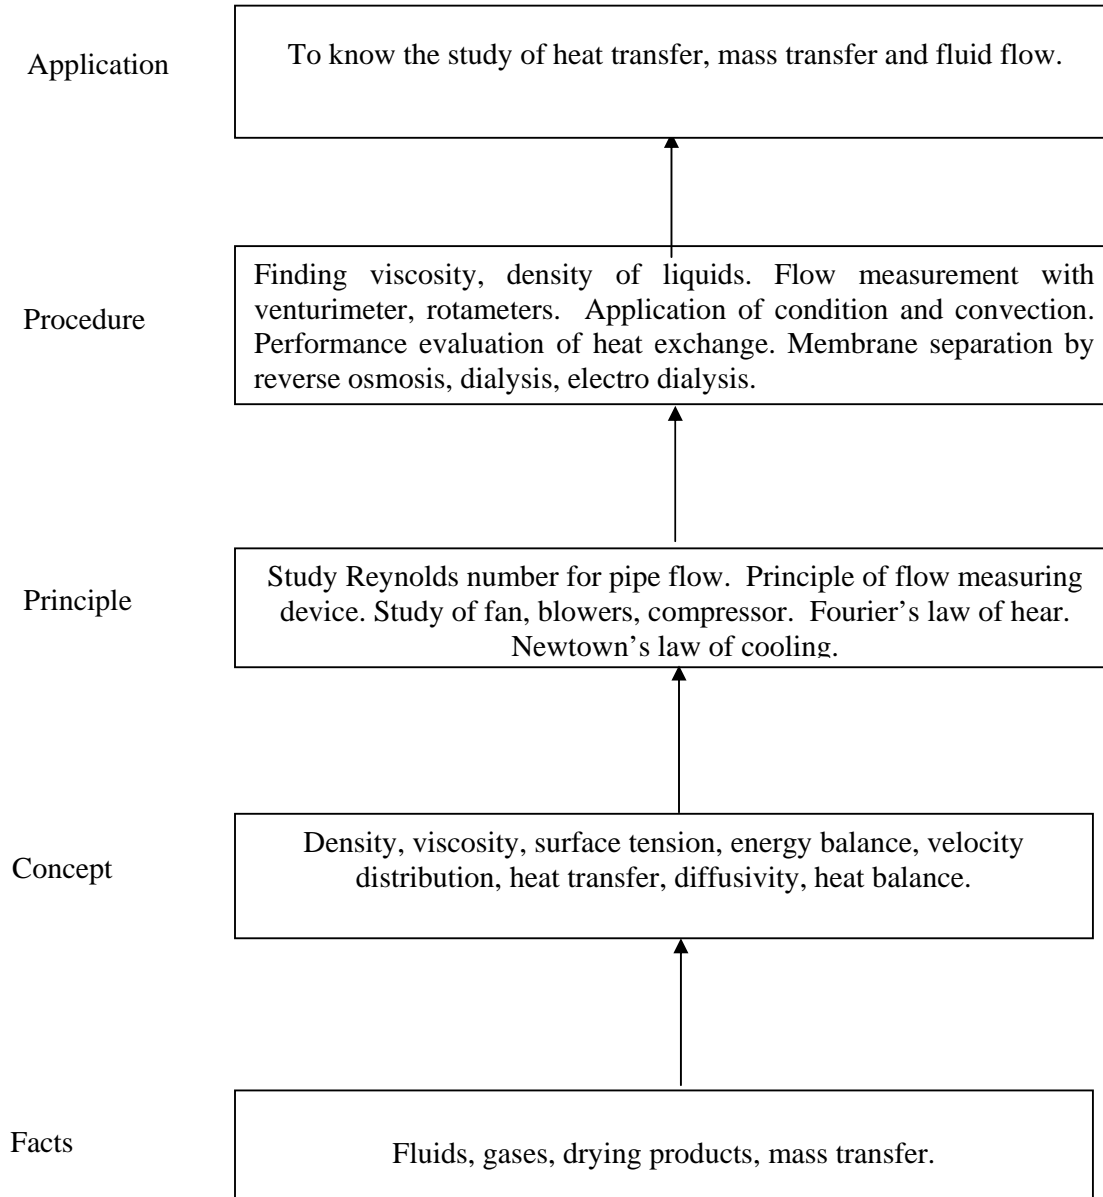 Application
To know the study of heat transfer, mass transfer and fluid flow.
Procedure
Finding viscosity, density of liquids. Flow measurement with
venturimeter, rotameters. Application of condition and convection.
Performance evaluation of heat exchange. Membrane separation by
reverse osmosis, dialysis, electro dialysis.
Principle
Study Reynolds number for pipe flow. Principle of flow measuring
device. Study of fan, blowers, compressor. Fourier’s law of hear.
Newtown’s law of cooling.
Concept
Density, viscosity, surface tension, energy balance, velocity
distribution, heat transfer, diffusivity, heat balance.
Facts
Fluids, gases, drying products, mass transfer.